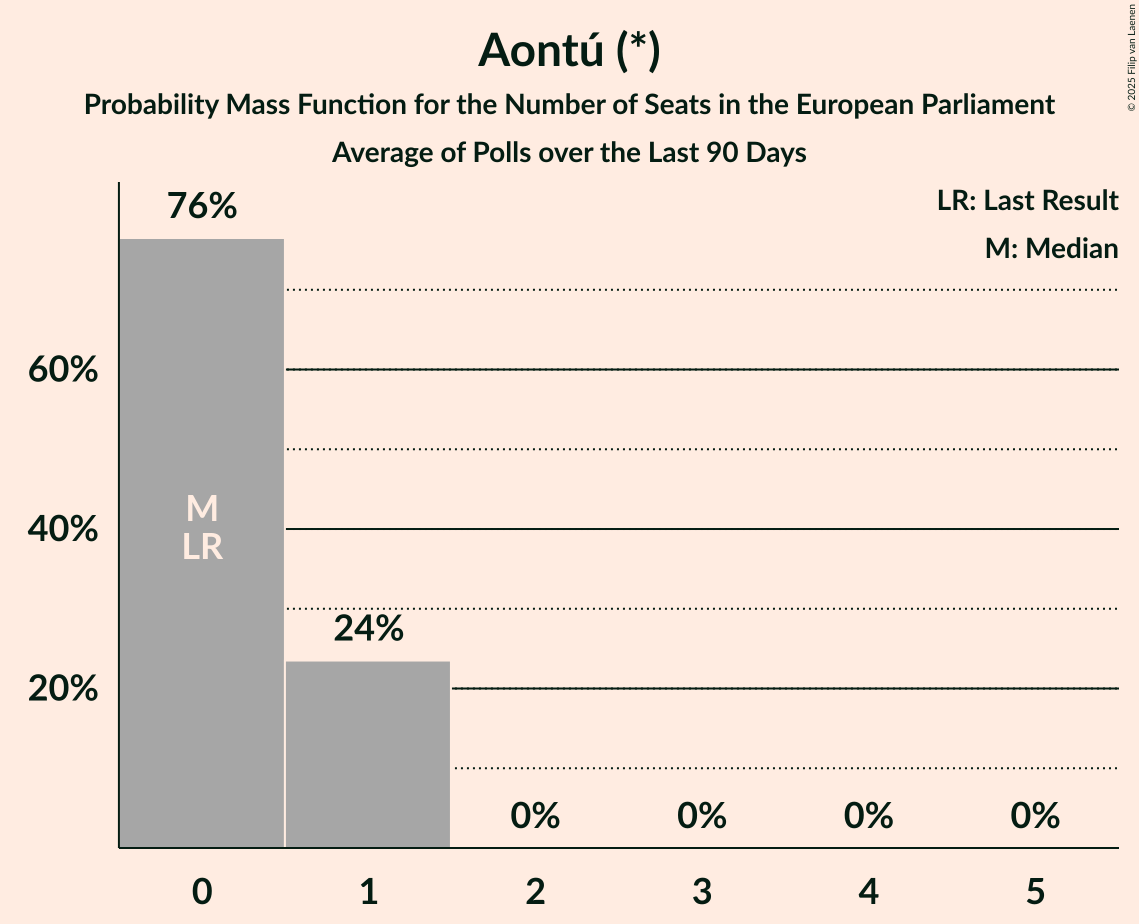 Aontú (*)
Probability Mass Function for the Number of Seats in the European Parliament
Average of Polls over the Last 90 Days
© 2025 Filip van Laenen
LR: Last Result
M: Median
76%
60%
M
40%
LR
24%
20%
0% 0% 0% 0%
0 1 2 3 4 5